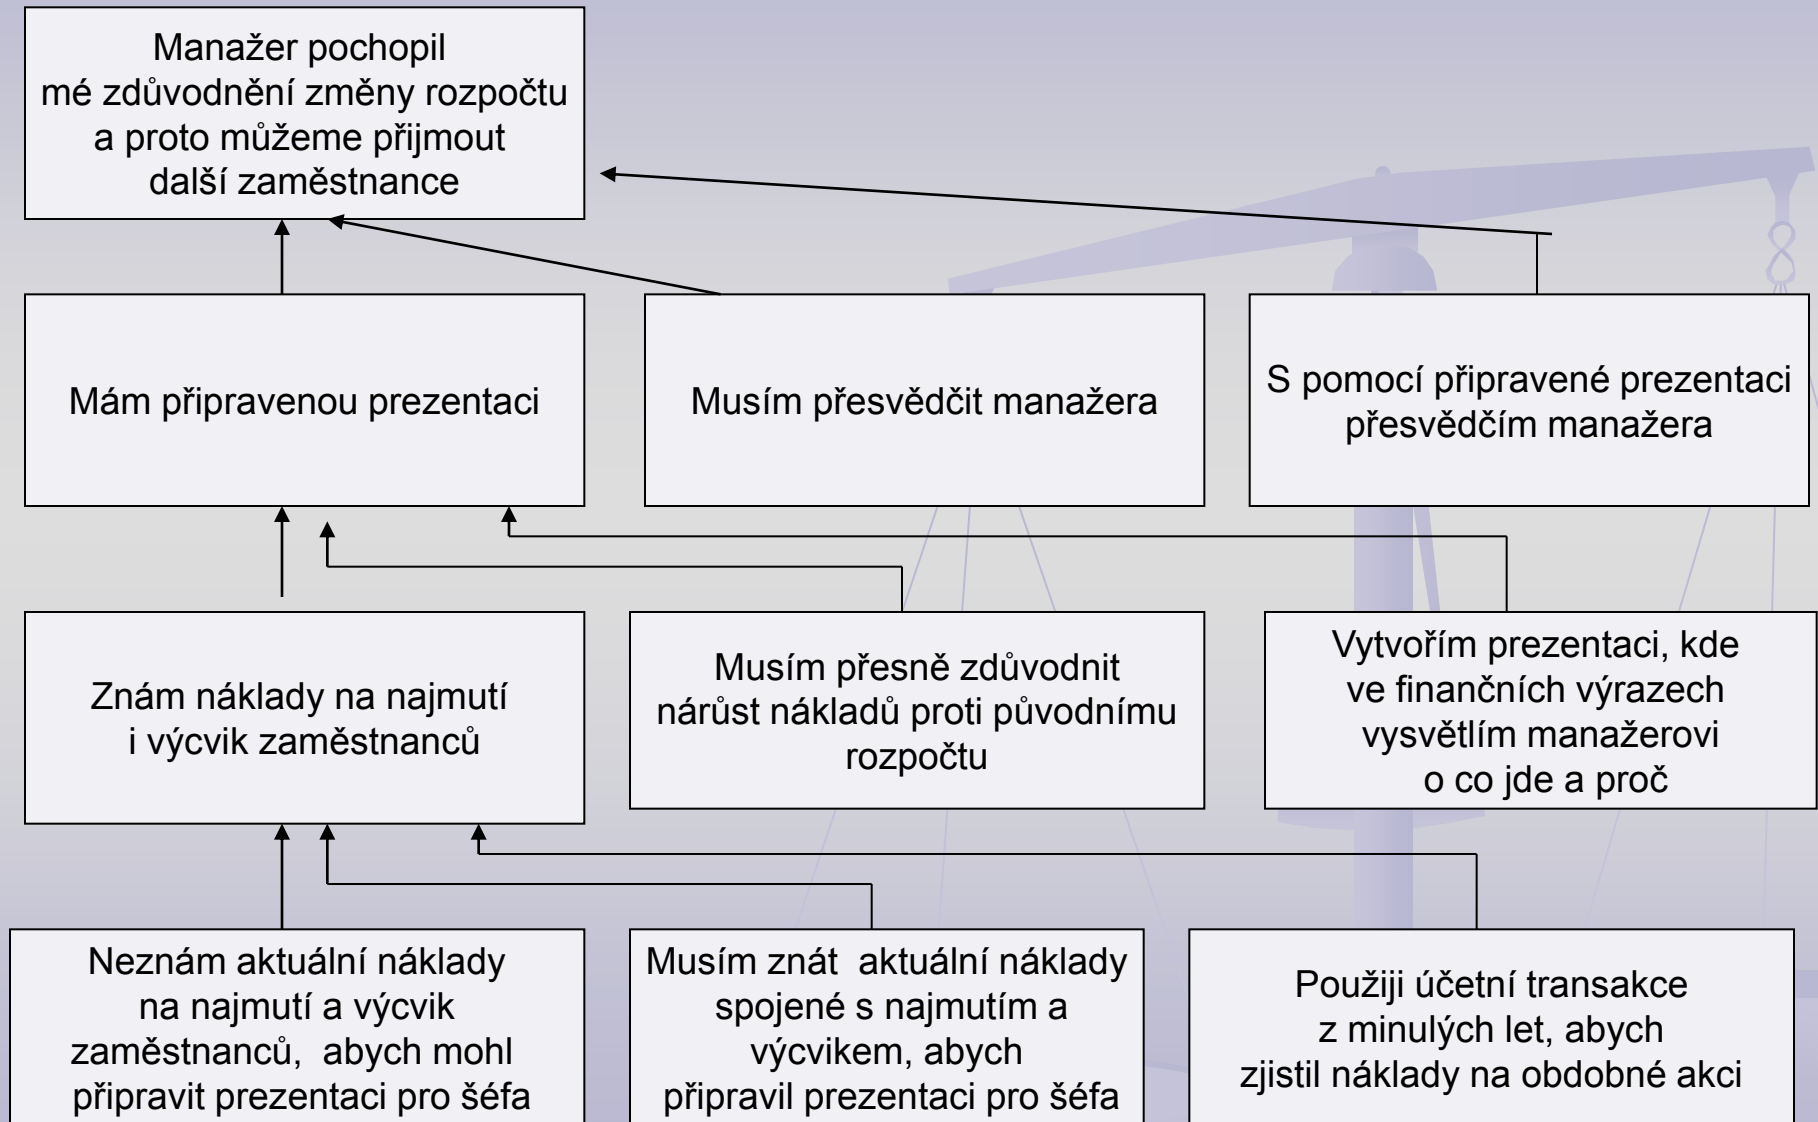 Manažer pochopil
mé zdůvodnění změny rozpočtu
a proto můžeme přijmout
další zaměstnance
Mám připravenou prezentaci
Musím přesvědčit manažera
S pomocí připravené prezentaci
přesvědčím manažera
Znám náklady na najmutí
i výcvik zaměstnanců
Musím přesně zdůvodnit
nárůst nákladů proti původnímu
rozpočtu
Vytvořím prezentaci, kde
ve finančních výrazech
vysvětlím manažerovi
o co jde a proč
Neznám aktuální náklady
na najmutí a výcvik
zaměstnanců,  abych mohl
připravit prezentaci pro šéfa
Musím znát  aktuální náklady
spojené s najmutím a
výcvikem, abych
připravil prezentaci pro šéfa
Použiji účetní transakce
z minulých let, abych
zjistil náklady na obdobné akci